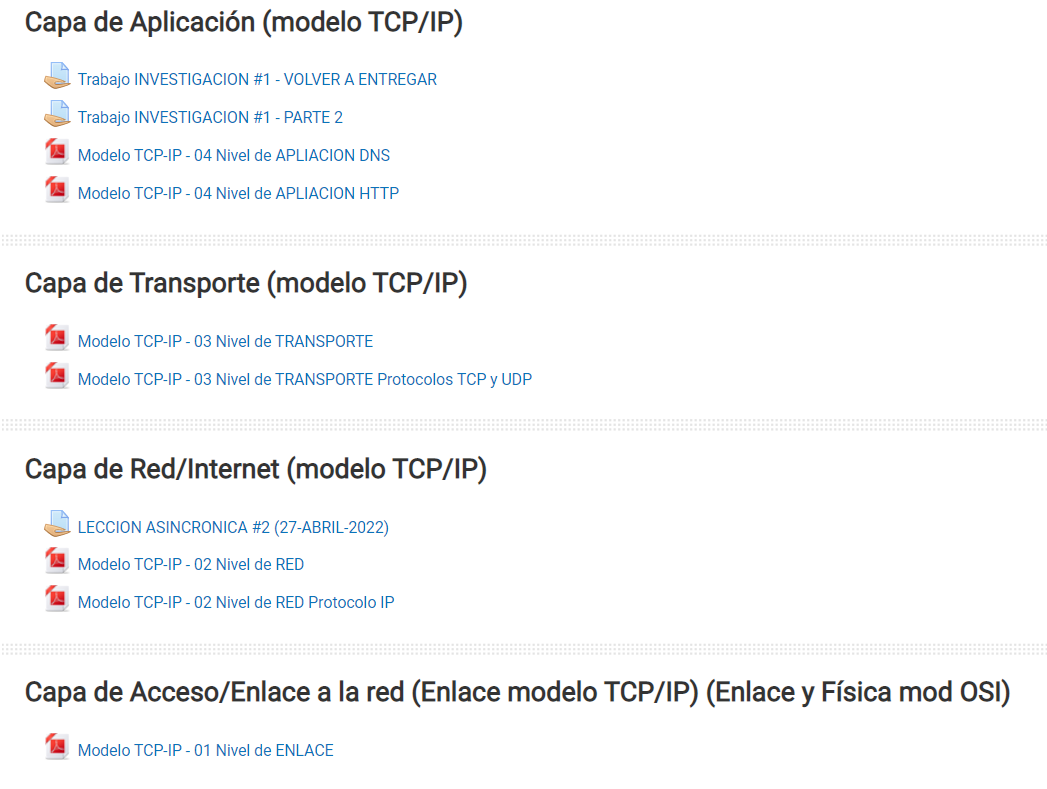 Capa de Aplicación (modelo TCP/IP)
Trabajo INVESTIGACION #1 - VOLVER A ENTREGAR
Trabajo INVESTIGACION #1 - PARTE 2
Modelo TCP-IP - 04 Nivel de APLIACION DNS
Modelo TCP-IP - 04 Nivel de APLIACION HTTP
Capa de Transporte (modelo TCP/IP)
Modelo TCP-IP - 03 Nivel de TRANSPORTE
Modelo TCP-IP - 03 Nivel de TRANSPORTE Protocolos TCP y UDP
Capa de Red/Internet (modelo TCP/IP)
LECCION ASINCRONICA #2 (27-ABRIL-2022)
Modelo TCP-IP - 02 Nivel de RED
Modelo TCP-IP - 02 Nivel de RED Protocolo IP
Capa de Acceso/Enlace a la red (Enlace modelo TCP/IP) (Enlace y Física mod OSI)
Modelo TCP-IP - 01 Nivel de ENLACE